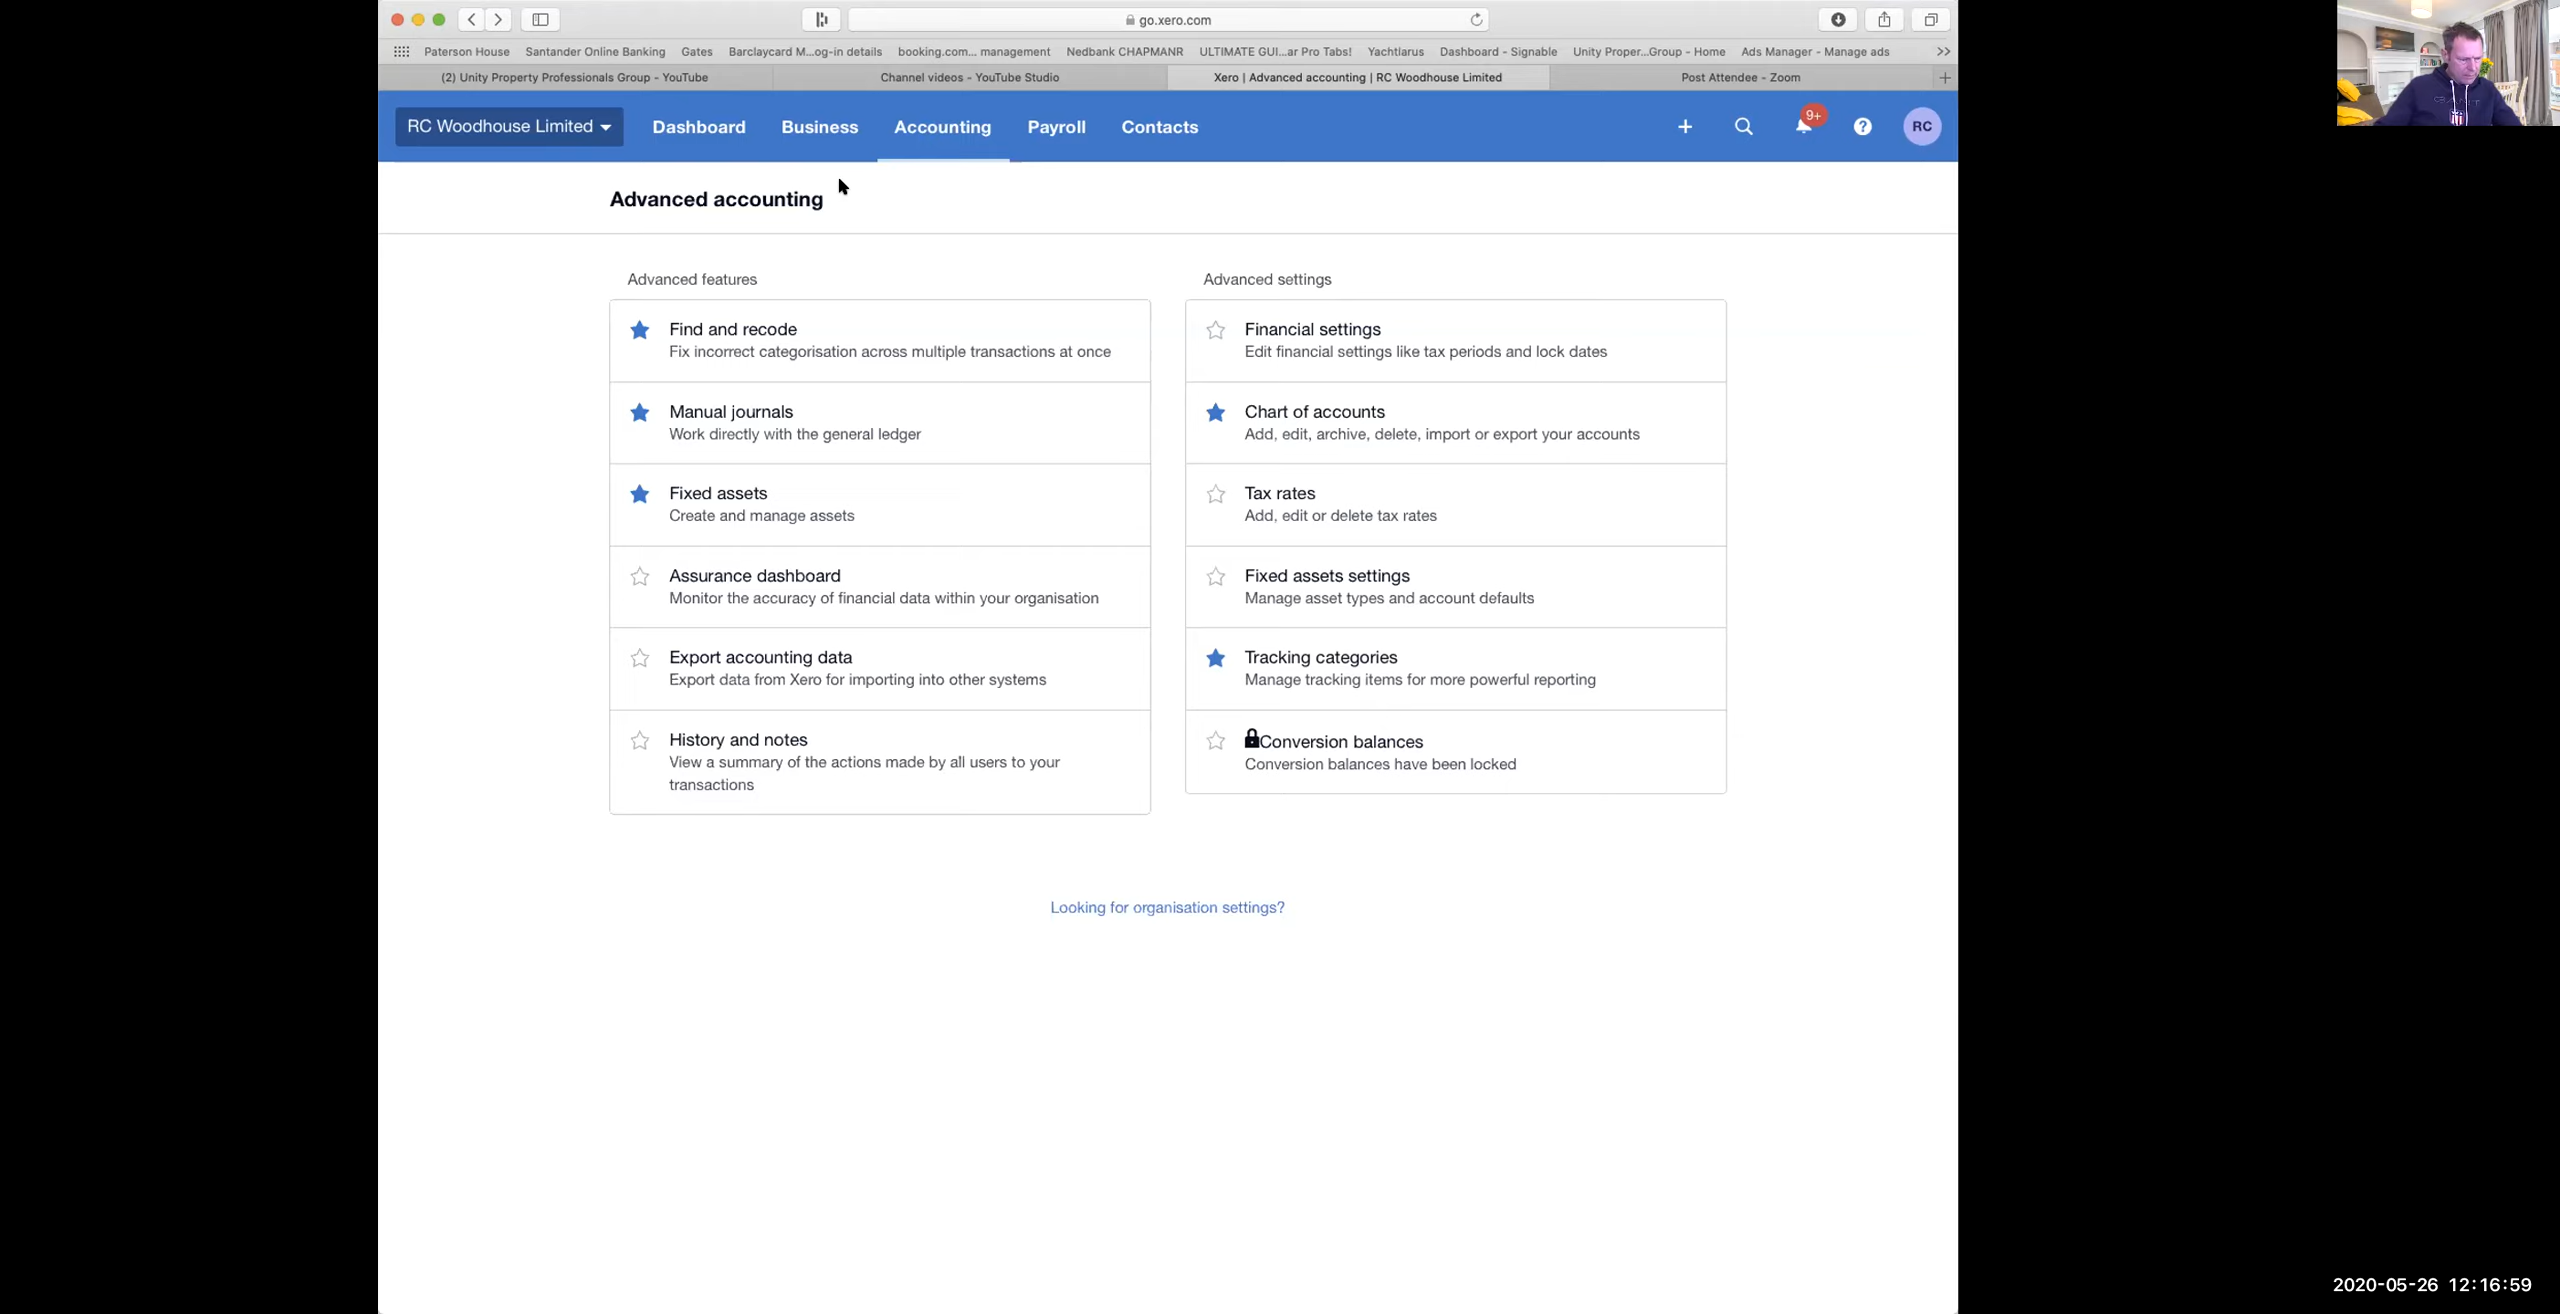 go.xero.com
Paterson House Santander Online Banking Gates Barclaycard M...og-in details booking.com... management Nedbank CHAPMANR ULTIMATE GUI...ar Pro Tabs! Yachtiarus Dashboard - Signable Unity Proper...Group - Home Ads Manager - Manage ads >>
(2) Unity Property Professionals Group - YouTube Channel videos - YouTube Studio Xero | Advanced accounting | RC Woodhouse Limited Post Attendee - Zoom +
RC Woodhouse Limited Dashboard Business Accounting Payroll Contacts + 9+ ? RC
Advanced accounting
Advanced features
Find and recode
Fix incorrect categorisation across multiple transactions at once
Manual journals
Work directly with the general ledger
Fixed assets
Create and manage assets
Assurance dashboard
Monitor the accuracy of financial data within your organisation
Export accounting data
Export data from Xero for importing into other systems
History and notes
View a summary of the actions made by all users to your
transactions
Advanced settings
Financial settings
Edit financial settings like tax periods and lock dates
Chart of accounts
Add, edit, archive, delete, import or export your accounts
Tax rates
Add, edit or delete tax rates
Fixed assets settings
Manage asset types and account defaults
Tracking categories
Manage tracking items for more powerful reporting
Conversion balances
Conversion balances have been locked
Looking for organisation settings?
2020-05-26 12:16:59